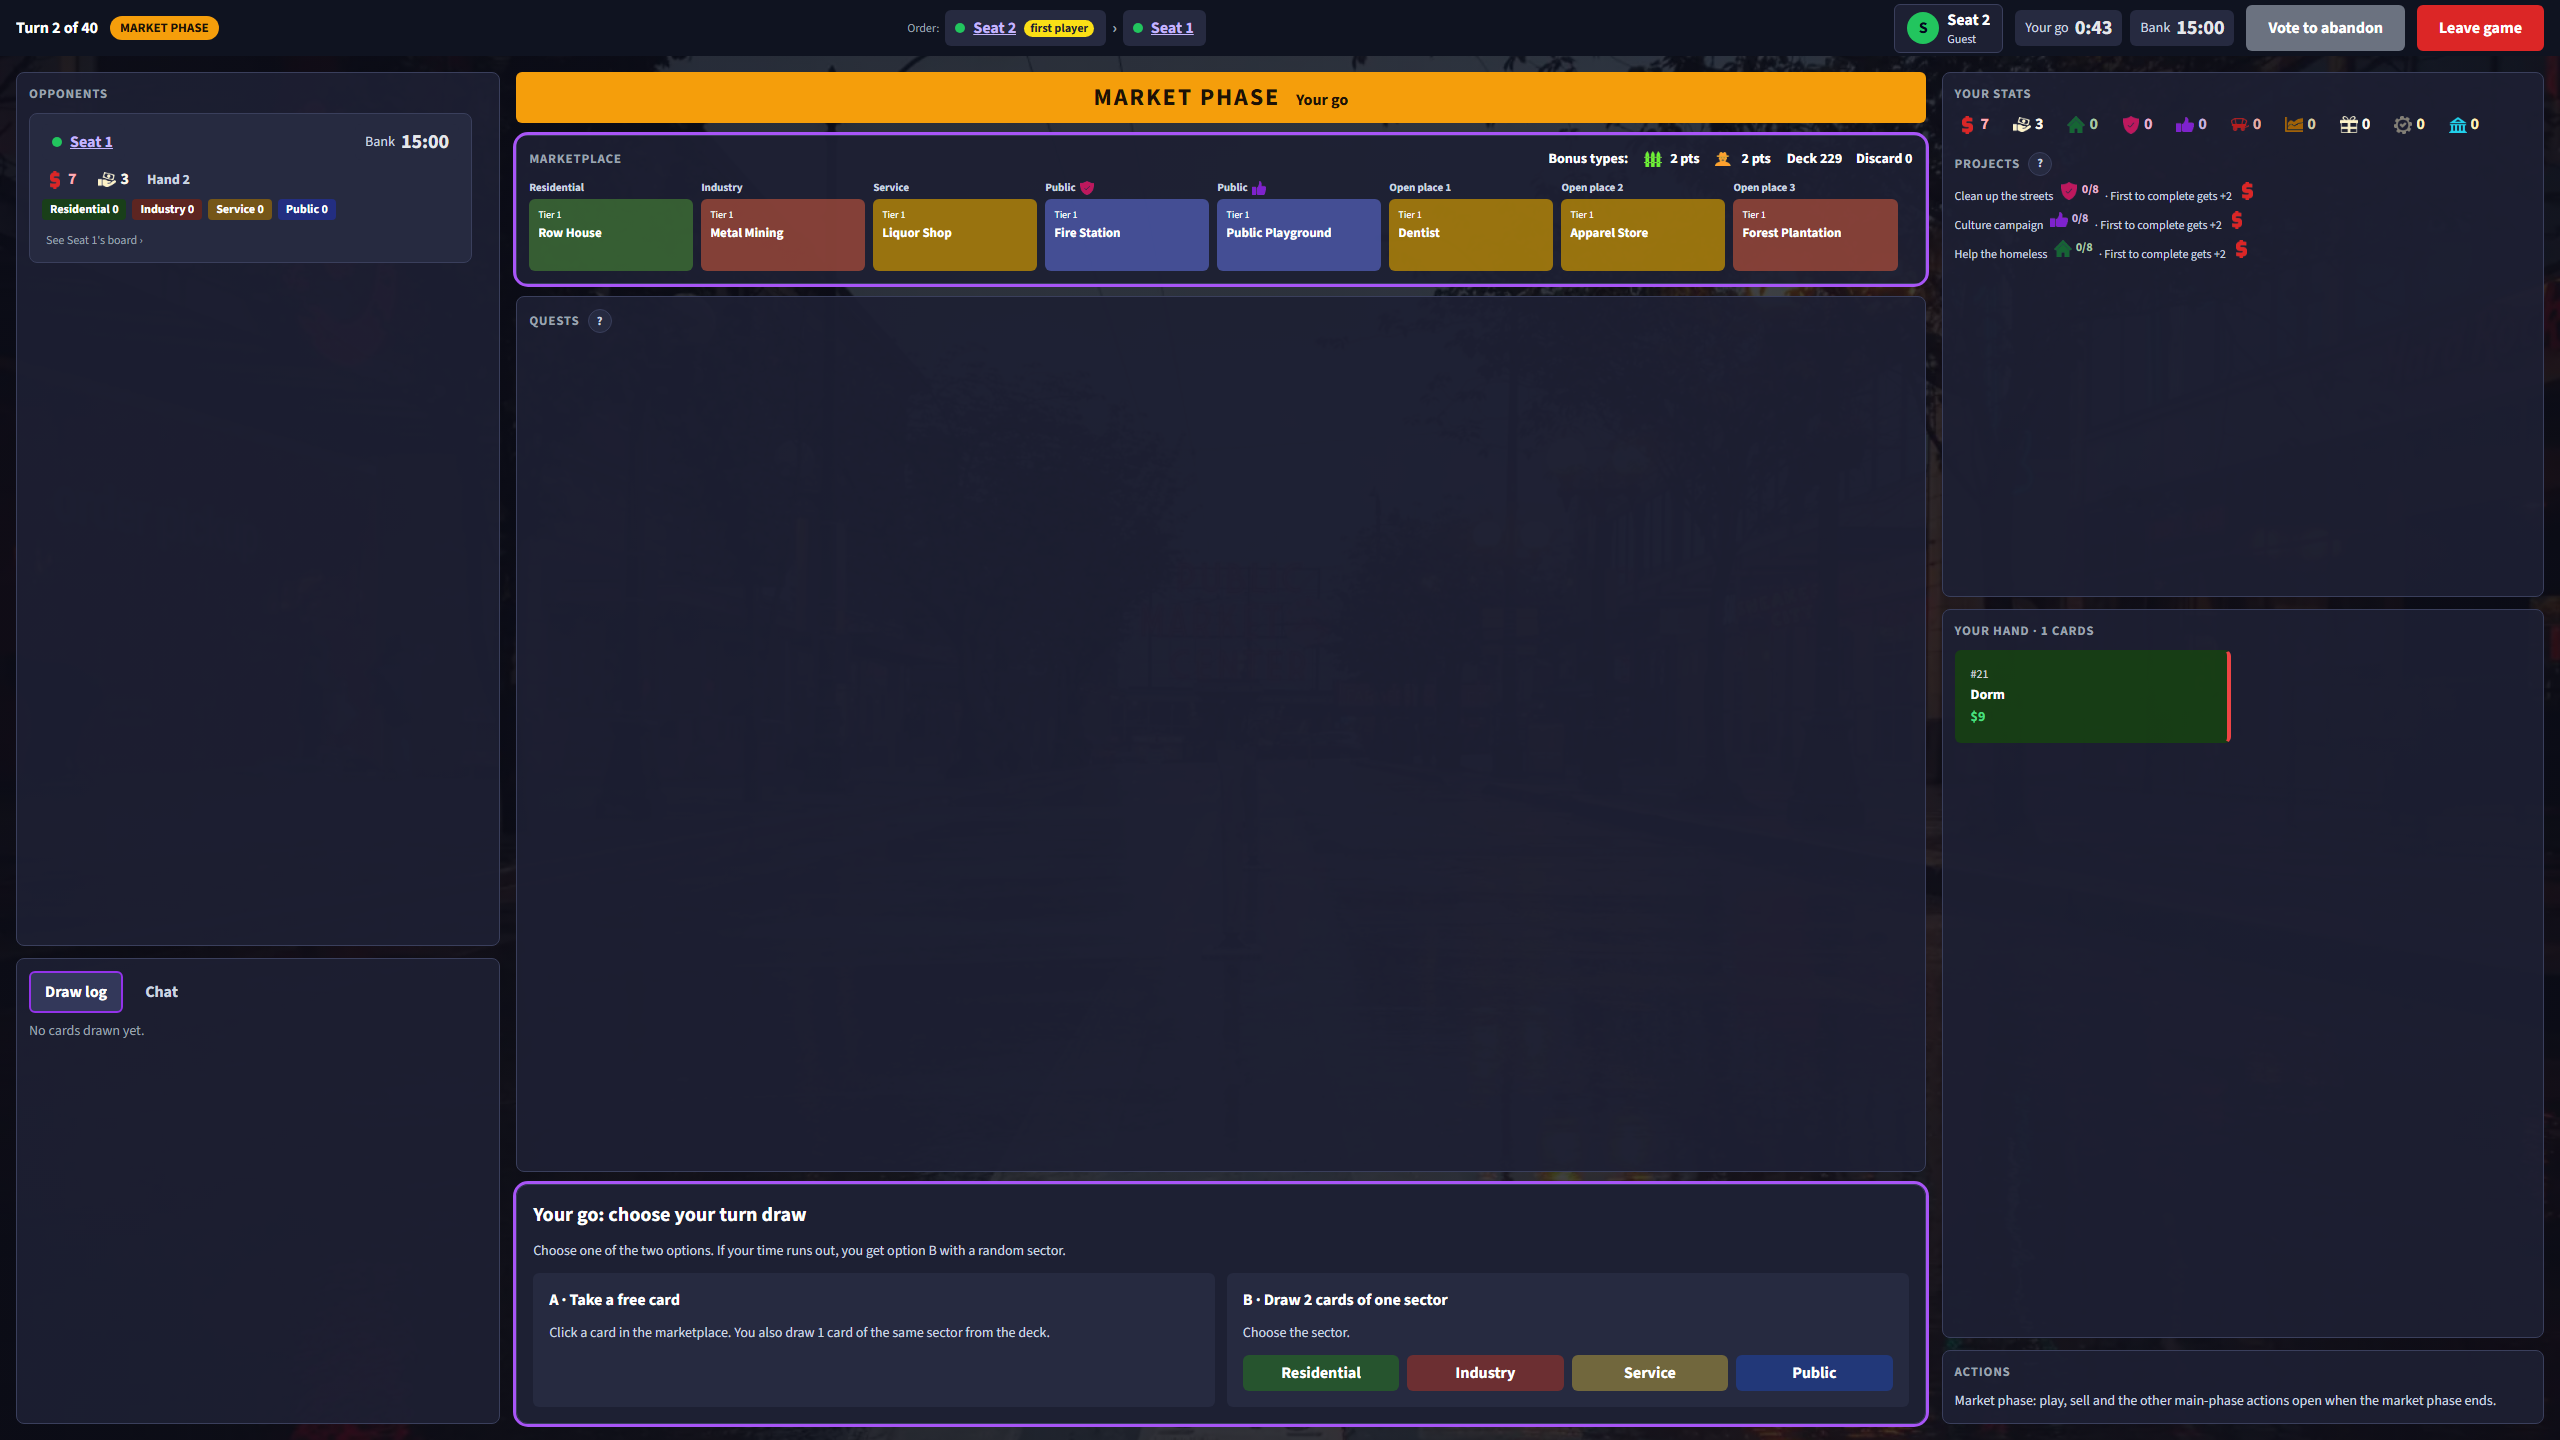 Turn 2 of 40 MARKET PHASE
Order: Seat 2 first player › Seat 1
S Seat 2 Guest
Your go 0:43 Bank 15:00 Vote to abandon Leave game
OPPONENTS
Seat 1 Bank 15:00
$ 7 3 Hand 2
Residential 0 Industry 0 Service 0 Public 0
See Seat 1's board ›
Draw log Chat
No cards drawn yet.
MARKET PHASE Your go
MARKETPLACE Bonus types: 2 pts 2 pts Deck 229 Discard 0
Residential Industry Service Public Public Open place 1 Open place 2 Open place 3
Tier 1 Tier 1 Tier 1 Tier 1 Tier 1 Tier 1 Tier 1 Tier 1
Row House Metal Mining Liquor Shop Fire Station Public Playground Dentist Apparel Store Forest Plantation
QUESTS ?
Your go: choose your turn draw
Choose one of the two options. If your time runs out, you get option B with a random sector.
A · Take a free card
Click a card in the marketplace. You also draw 1 card of the same sector from the deck.
B · Draw 2 cards of one sector
Choose the sector.
Residential Industry Service Public
YOUR STATS
$ 7 3 0 0 0 0 0 0 0 0
PROJECTS ?
Clean up the streets 0/8 · First to complete gets +2 $
Culture campaign 0/8 · First to complete gets +2 $
Help the homeless 0/8 · First to complete gets +2 $
YOUR HAND · 1 CARDS
#21
Dorm
$9
ACTIONS
Market phase: play, sell and the other main-phase actions open when the market phase ends.